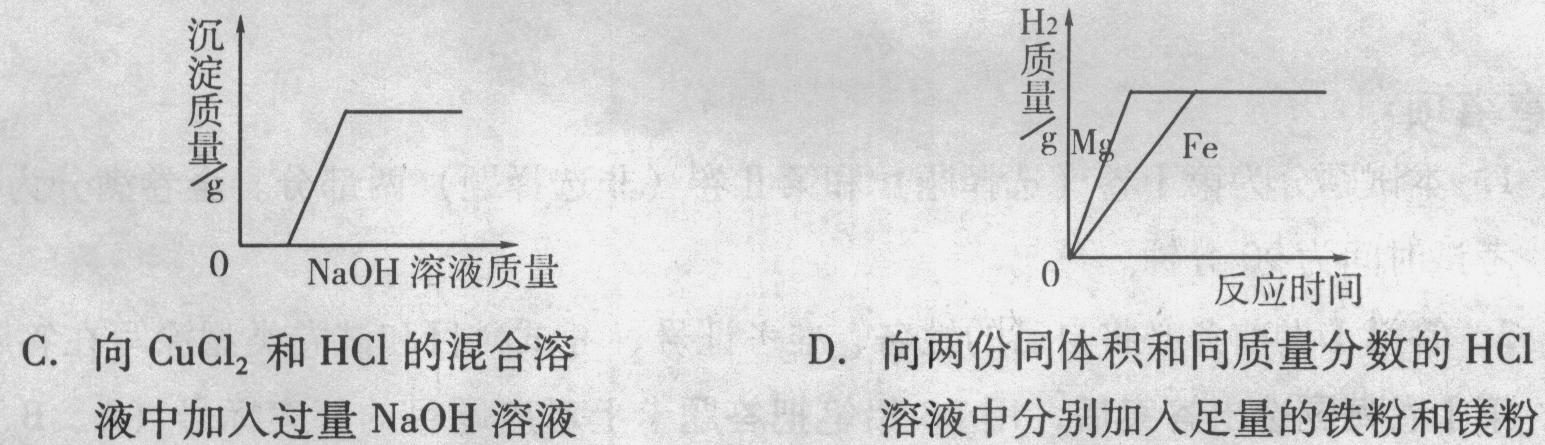 沉淀质量/g
0
NaOH 溶液质量
H2质量/g
Mg
Fe
0
反应时间
C. 向 CuCl₂ 和 HCl 的混合溶
液中加入过量 NaOH 溶液
D. 向两份同体积和同质量分数的 HCl
溶液中分别加入足量的铁粉和镁粉